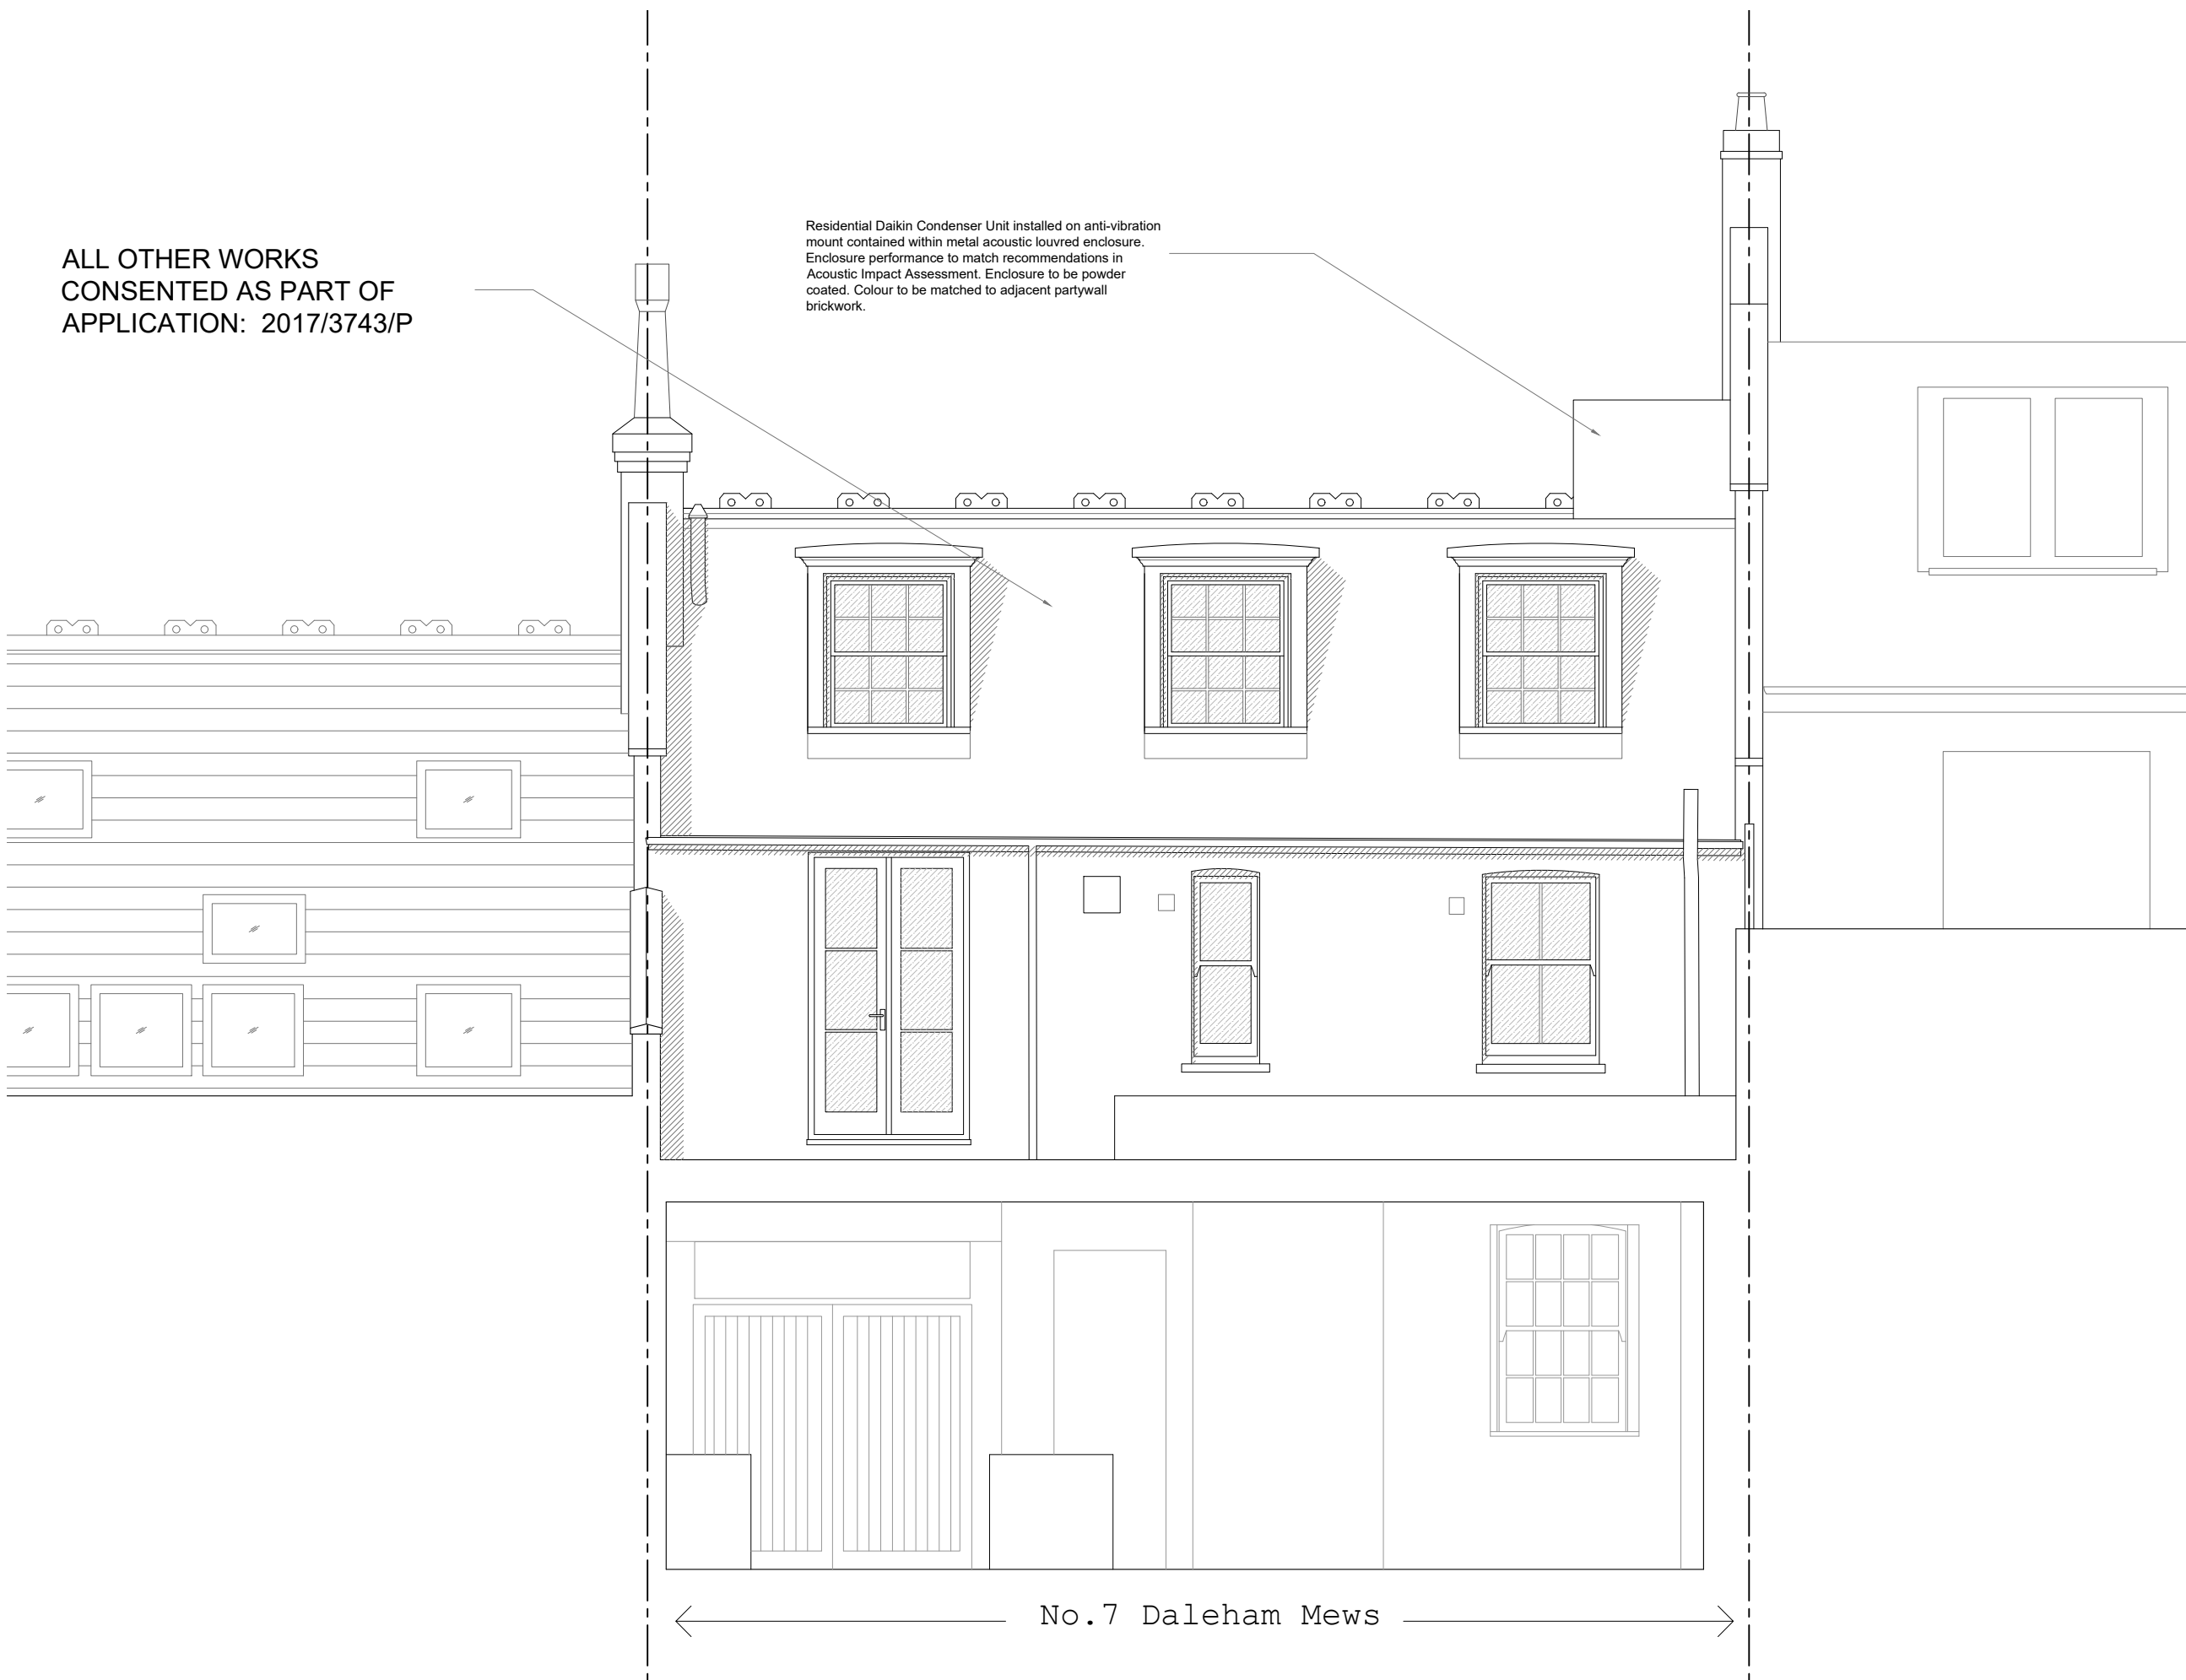 ALL OTHER WORKS
CONSENTED AS PART OF
APPLICATION: 2017/3743/P
Residential Daikin Condenser Unit installed on anti-vibration
mount contained within metal acoustic louvred enclosure.
Enclosure performance to match recommendations in
Acoustic Impact Assessment. Enclosure to be powder
coated. Colour to be matched to adjacent partywall
brickwork.
No.7 Daleham Mews